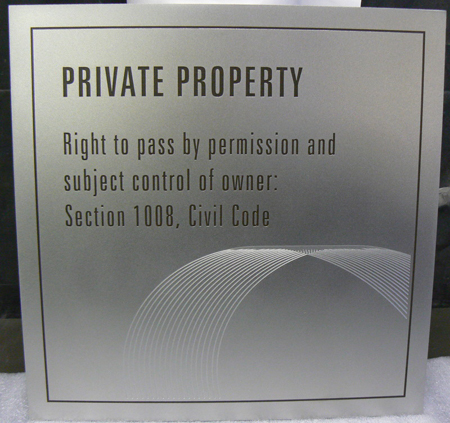 PRIVATE PROPERTY
Right to pass by permission and
subject control of owner:
Section 1008, Civil Code